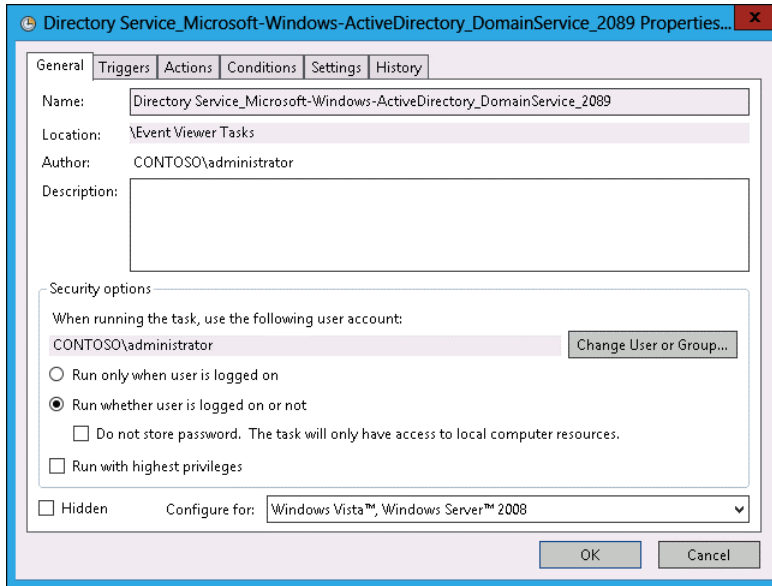 Directory Service_Microsoft-Windows-ActiveDirectory_DomainService_2089 Properties... x
General Triggers Actions Conditions Settings History
Name: Directory Service_Microsoft-Windows-ActiveDirectory_DomainService_2089
Location: \Event Viewer Tasks
Author: CONTOSO\administrator
Description:
Security options
When running the task, use the following user account:
CONTOSO\administrator Change User or Group...
Run only when user is logged on
Run whether user is logged on or not
Do not store password. The task will only have access to local computer resources.
Run with highest privileges
Hidden Configure for: Windows Vista™, Windows Server™ 2008
OK Cancel